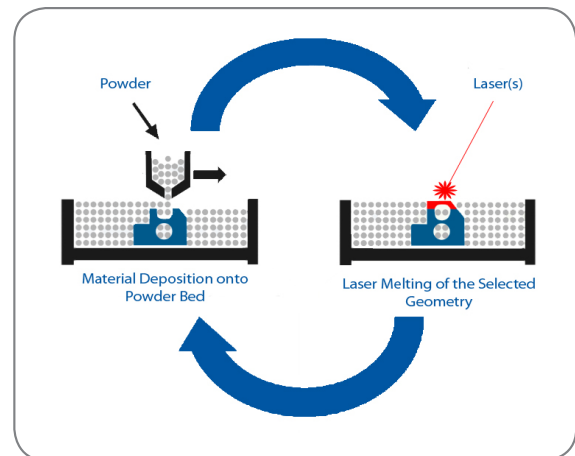 Powder
Laser(s)
Material Deposition onto
Powder Bed
Laser Melting of the Selected
Geometry